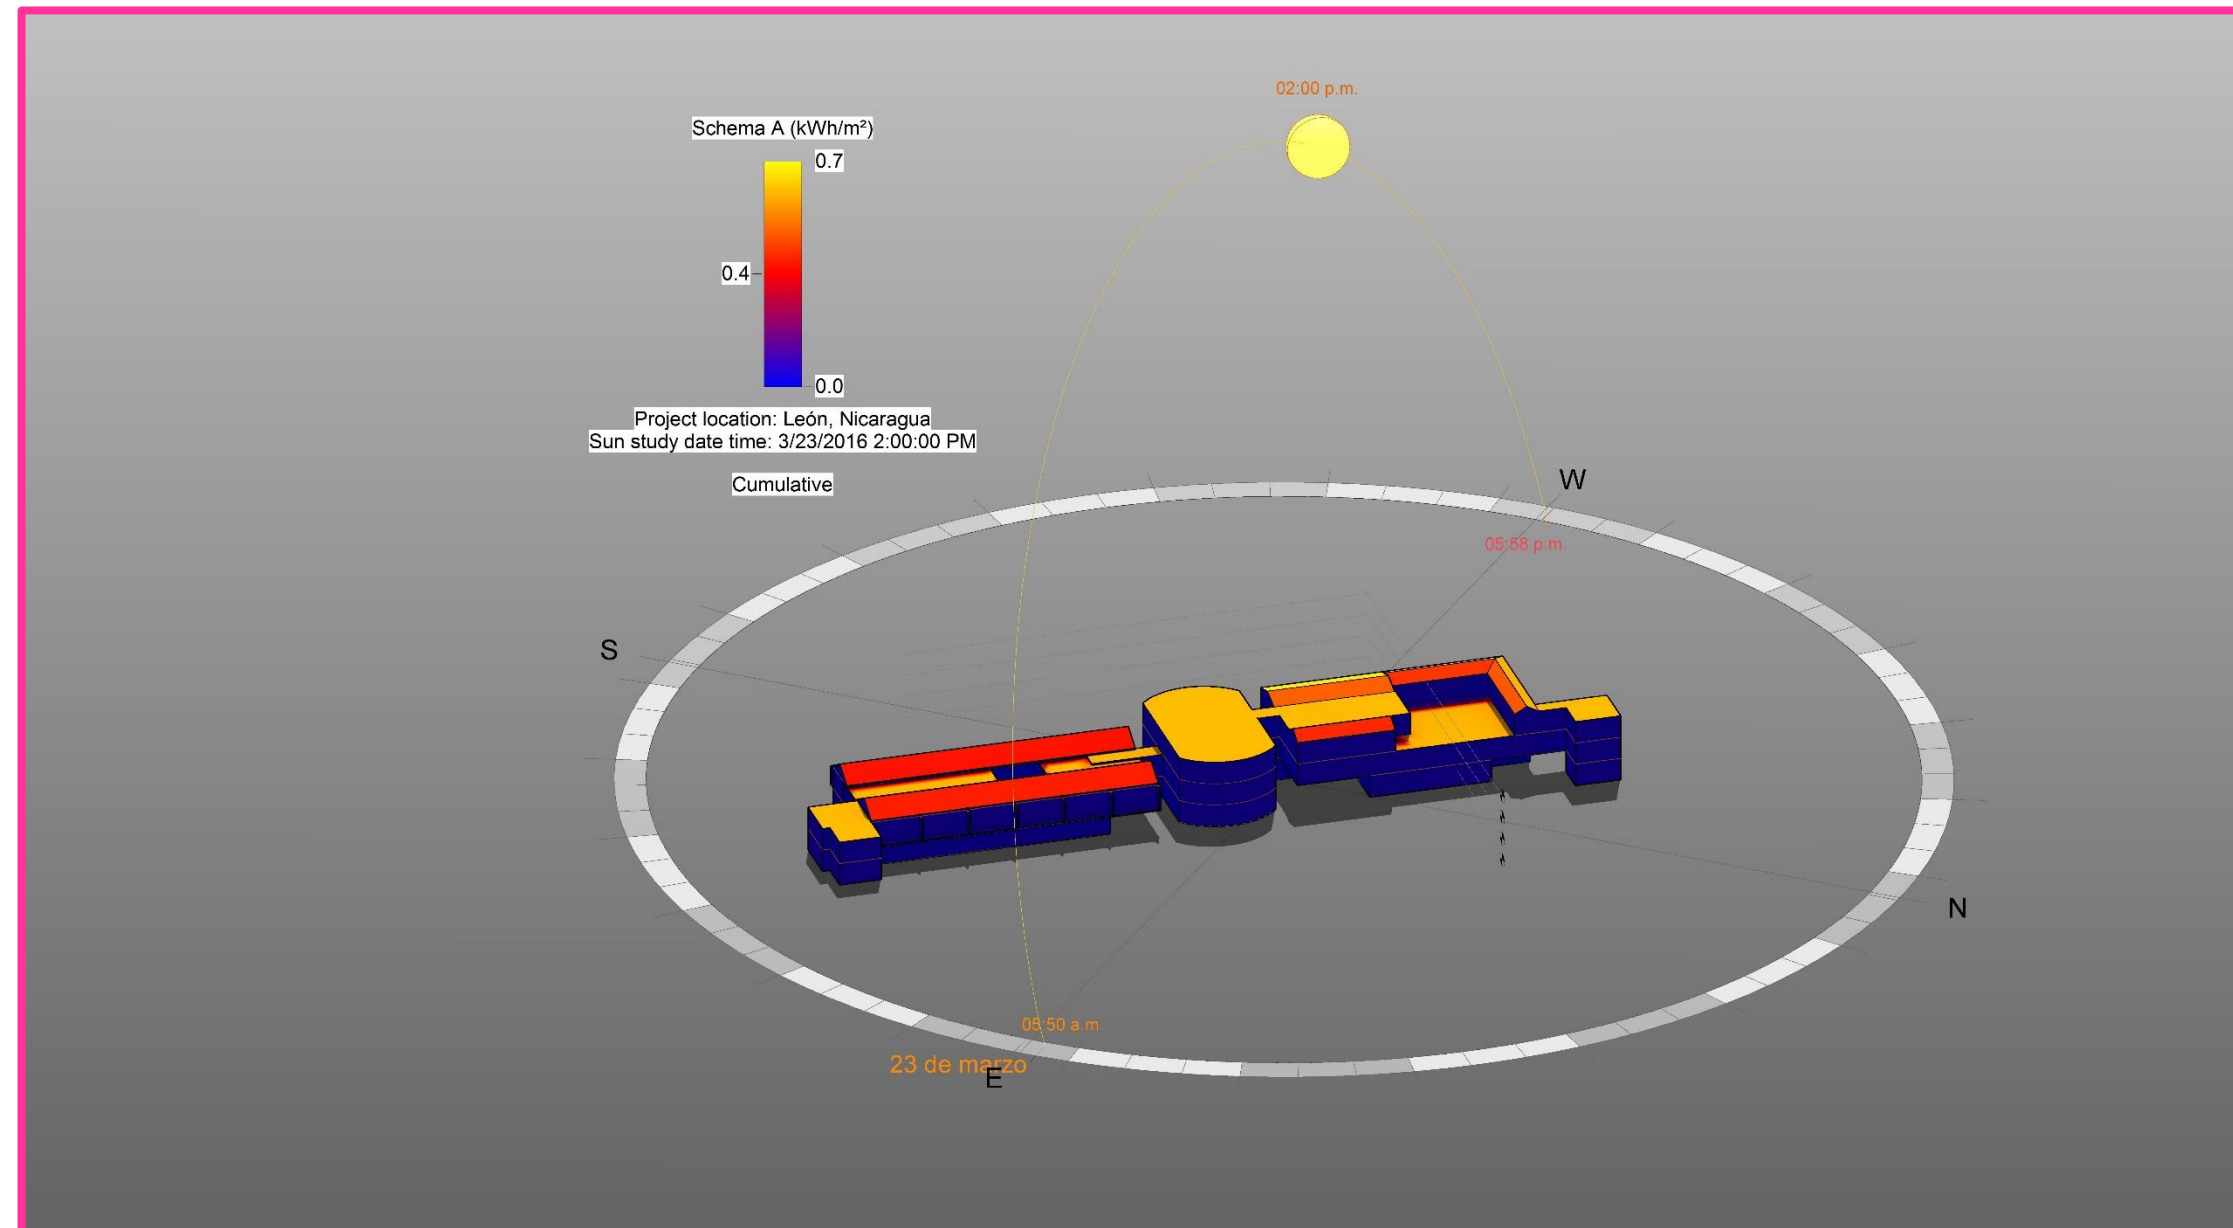 02:00 p.m.
Schema A (kWh/m²)
0.7
0.4
0.0
Project location: León, Nicaragua
Sun study date time: 3/23/2016 2:00:00 PM
Cumulative
W
05:58 p.m.
S
N
05:50 a.m.
23 de marzo
E